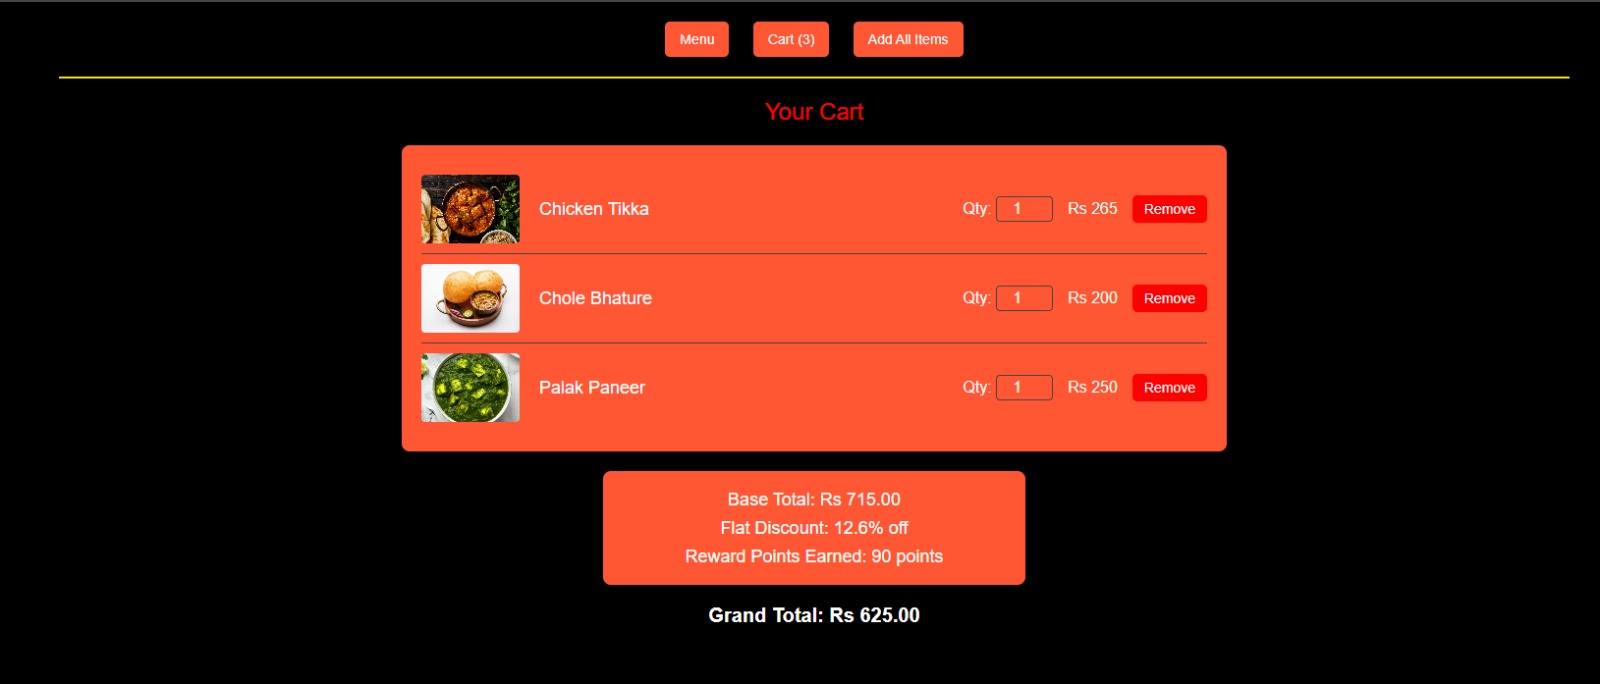 Menu Cart (3) Add All Items
Your Cart
Chicken Tikka Qty: 1 Rs 265 Remove
Chole Bhature Qty: 1 Rs 200 Remove
Palak Paneer Qty: 1 Rs 250 Remove
Base Total: Rs 715.00
Flat Discount: 12.6% off
Reward Points Earned: 90 points
Grand Total: Rs 625.00